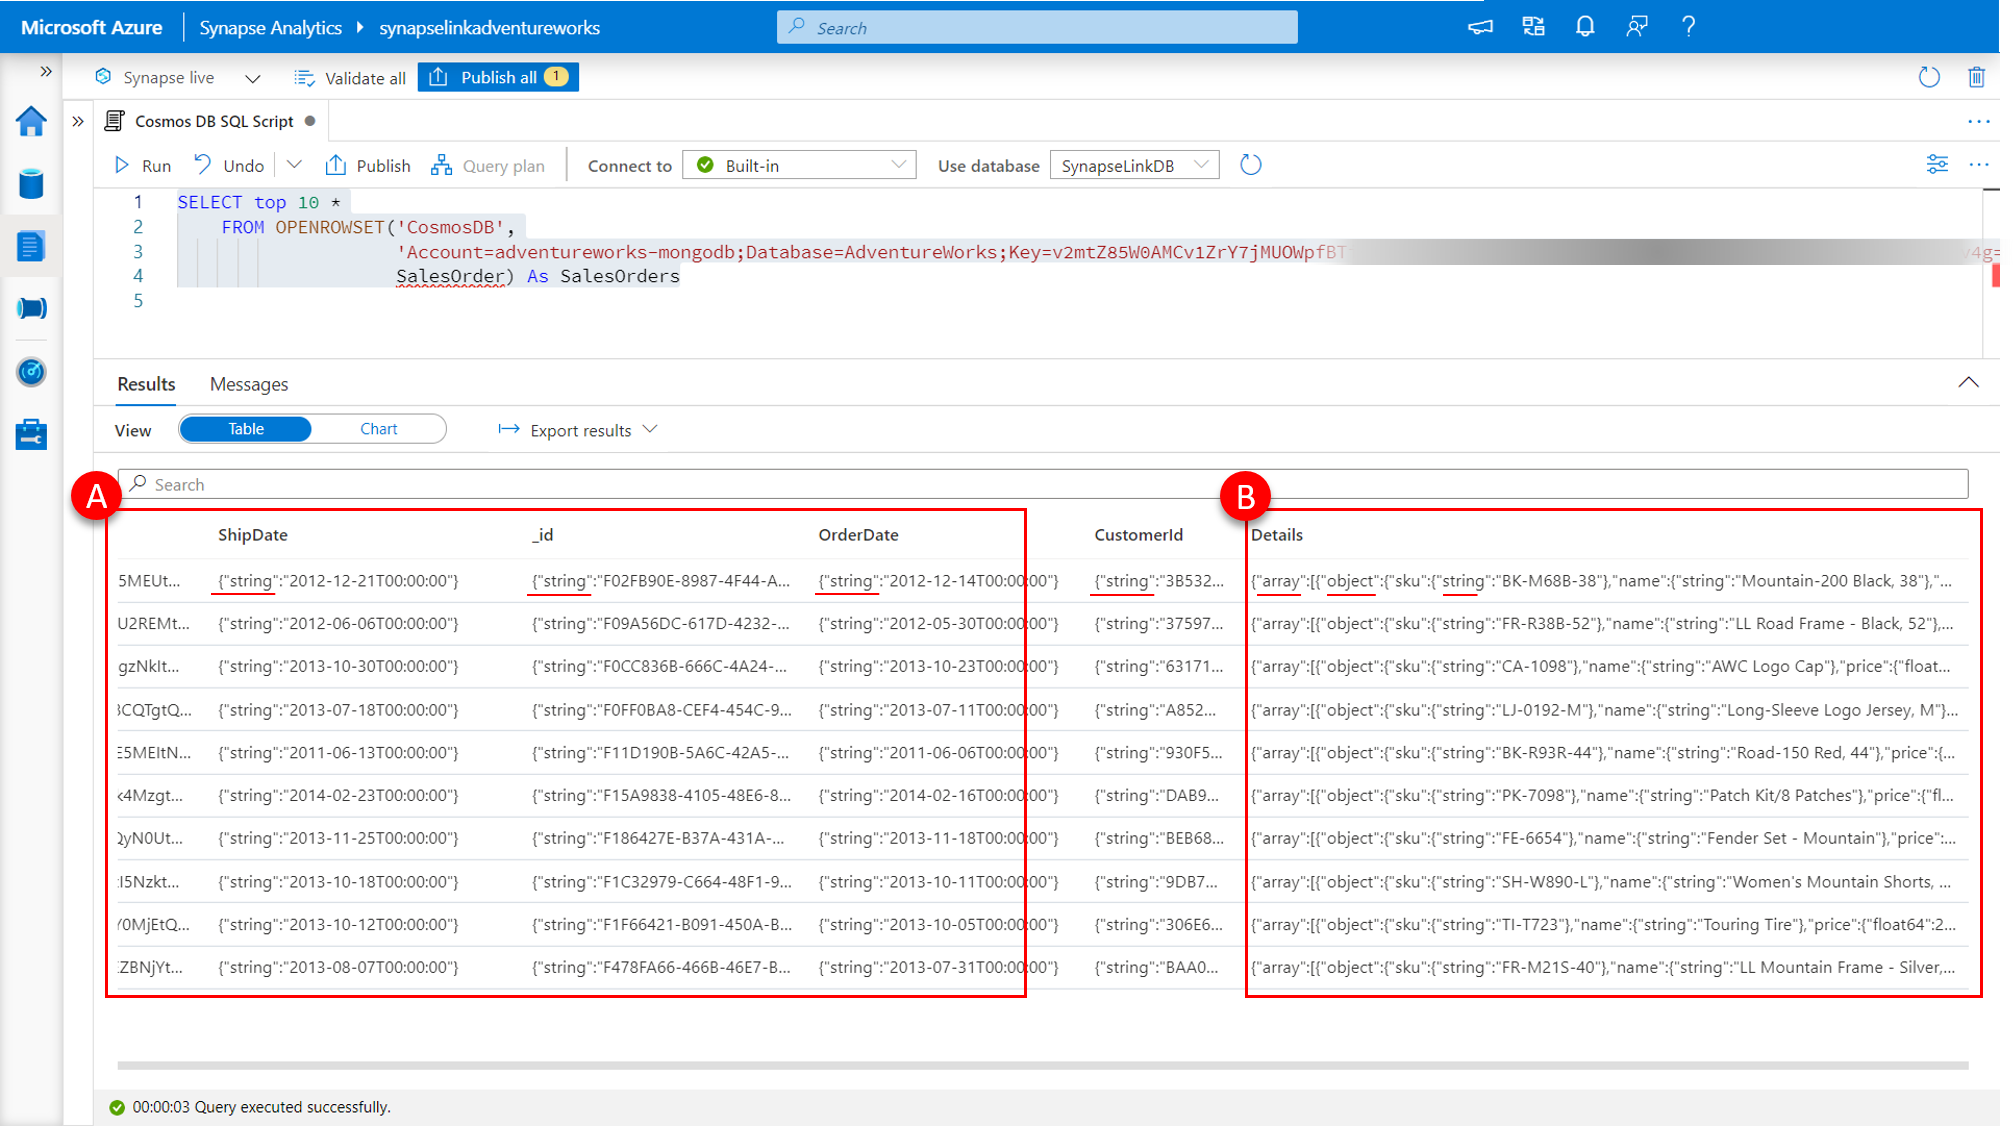 Microsoft Azure Synapse Analytics synapselinkadventureworks Search
Synapse live Validate all Publish all 1
Cosmos DB SQL Script
Run Undo Publish Query plan Connect to Built-in Use database SynapseLinkDB
1 SELECT top 10 *
2 FROM OPENROWSET('CosmosDB',
3 'Account=adventureworks-mongodb;Database=AdventureWorks;Key=v2mtZ85W0AMCv1ZrY7jMUOWpfBT v4g=
4 SalesOrder) As SalesOrders
5
Results Messages
View Table Chart Export results
Search
A B
ShipDate _id OrderDate CustomerId Details
5MEUt... {"string":"2012-12-21T00:00:00"} {"string":"F02FB90E-8987-4F44-A... {"string":"2012-12-14T00:00:00"} {"string":"3B532... {"array":[{"object":{"sku":{"string":"BK-M68B-38"},"name":{"string":"Mountain-200 Black, 38"},"...
U2REMt... {"string":"2012-06-06T00:00:00"} {"string":"F09A56DC-617D-4232-... {"string":"2012-05-30T00:00:00"} {"string":"37597... {"array":[{"object":{"sku":{"string":"FR-R38B-52"},"name":{"string":"LL Road Frame - Black, 52"},...
gzNkIt... {"string":"2013-10-30T00:00:00"} {"string":"F0CC836B-666C-4A24-... {"string":"2013-10-23T00:00:00"} {"string":"63171... {"array":[{"object":{"sku":{"string":"CA-1098"},"name":{"string":"AWC Logo Cap"},"price":{"float...
3CQTgtQ... {"string":"2013-07-18T00:00:00"} {"string":"F0FF0BA8-CEF4-454C-9... {"string":"2013-07-11T00:00:00"} {"string":"A852... {"array":[{"object":{"sku":{"string":"LJ-0192-M"},"name":{"string":"Long-Sleeve Logo Jersey, M"}...
E5MEItN... {"string":"2011-06-13T00:00:00"} {"string":"F11D190B-5A6C-42A5-... {"string":"2011-06-06T00:00:00"} {"string":"930F5... {"array":[{"object":{"sku":{"string":"BK-R93R-44"},"name":{"string":"Road-150 Red, 44"},"price":{...
x4Mzgt... {"string":"2014-02-23T00:00:00"} {"string":"F15A9838-4105-48E6-8... {"string":"2014-02-16T00:00:00"} {"string":"DAB9... {"array":[{"object":{"sku":{"string":"PK-7098"},"name":{"string":"Patch Kit/8 Patches"},"price":{"fl...
QyN0Ut... {"string":"2013-11-25T00:00:00"} {"string":"F186427E-B37A-431A-... {"string":"2013-11-18T00:00:00"} {"string":"BEB68... {"array":[{"object":{"sku":{"string":"FE-6654"},"name":{"string":"Fender Set - Mountain"},"price":...
I5Nzkt... {"string":"2013-10-18T00:00:00"} {"string":"F1C32979-C664-48F1-9... {"string":"2013-10-11T00:00:00"} {"string":"9DB7... {"array":[{"object":{"sku":{"string":"SH-W890-L"},"name":{"string":"Women's Mountain Shorts, ...
Y0MjEtQ... {"string":"2013-10-12T00:00:00"} {"string":"F1F66421-B091-450A-B... {"string":"2013-10-05T00:00:00"} {"string":"306E6... {"array":[{"object":{"sku":{"string":"TI-T723"},"name":{"string":"Touring Tire"},"price":{"float64":2...
ZBNjYt... {"string":"2013-08-07T00:00:00"} {"string":"F478FA66-466B-46E7-B... {"string":"2013-07-31T00:00:00"} {"string":"BAA0... {"array":[{"object":{"sku":{"string":"FR-M21S-40"},"name":{"string":"LL Mountain Frame - Silver,...
00:00:03 Query executed successfully.